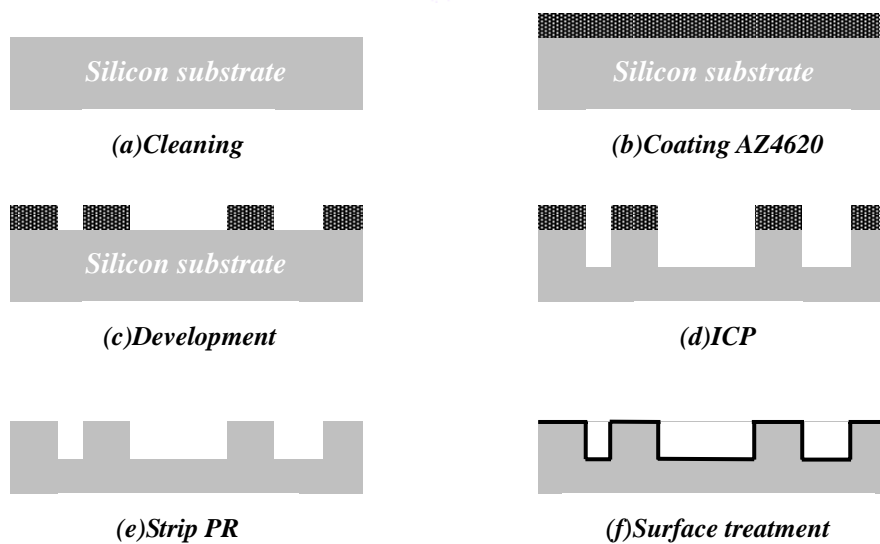 Silicon substrate
Silicon substrate
(a)Cleaning
(b)Coating AZ4620
Silicon substrate
(c)Development
(d)ICP
(e)Strip PR
(f)Surface treatment